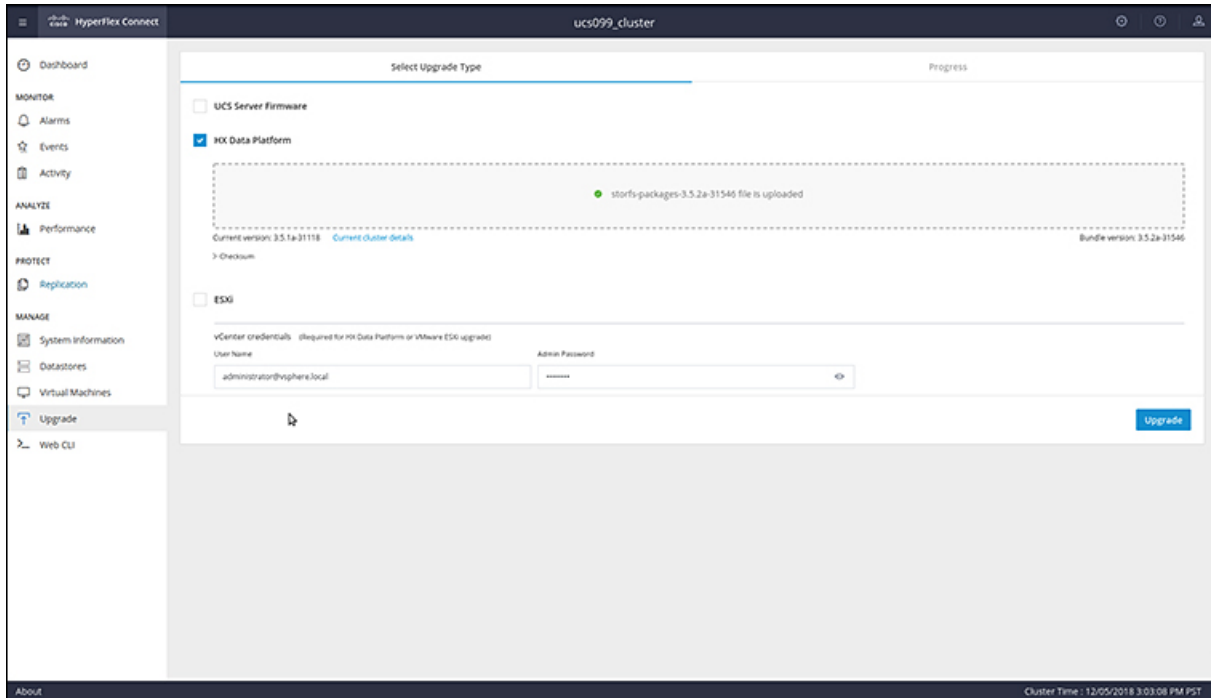 cisco HyperFlex Connect
ucs099_cluster
Dashboard
MONITOR
Alarms
Events
Activity
ANALYZE
Performance
PROTECT
Replication
MANAGE
System Information
Datastores
Virtual Machines
Upgrade
Web CLI
Select Upgrade Type
Progress
UCS Server Firmware
HX Data Platform
storfs-packages-3.5.2a-31546 file is uploaded
Current version: 3.5.1a-31118 Current cluster details
Bundle version: 3.5.2a-31546
> Checksum
ESXi
vCenter credentials (Required for HX Data Platform or VMware ESXi upgrade)
User Name
Admin Password
administrator@vsphere.local
Upgrade
About
Cluster Time : 12/05/2018 3:03:08 PM PST